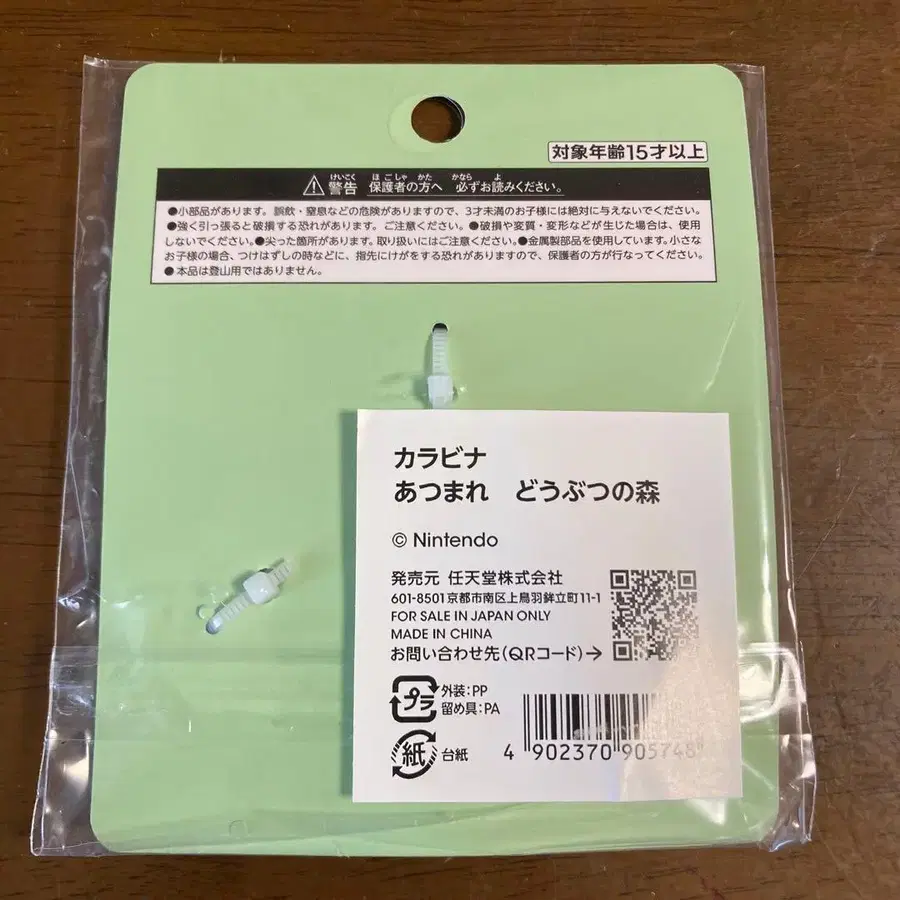 対象年齢15才以上
警告 保護者の方へ 必ずお読みください。
けいこく ほごしゃ かた かなら よ
●小部品があります。誤飲・窒息などの危険がありますので、3才未満のお子様には絶対に与えないでください。
●強く引っ張ると破損する恐れがあります。ご注意ください。●破損や変質・変形などが生じた場合は、使用
しないでください。●尖った箇所があります。取り扱いにはご注意ください。●金属製部品を使用しています。小さな
お子様の場合、つけはずしの時などに、指先にけがをする恐れがありますので、保護者の方が行なってください。
●本品は登山用ではありません。
カラビナ
あつまれ どうぶつの森
© Nintendo
発売元 任天堂株式会社
601-8501 京都市南区上鳥羽鉾立町11-1
FOR SALE IN JAPAN ONLY
MADE IN CHINA
お問い合わせ先(QRコード)→
プラ
外装:PP
留め具:PA
紙 台紙
4 902370 905748